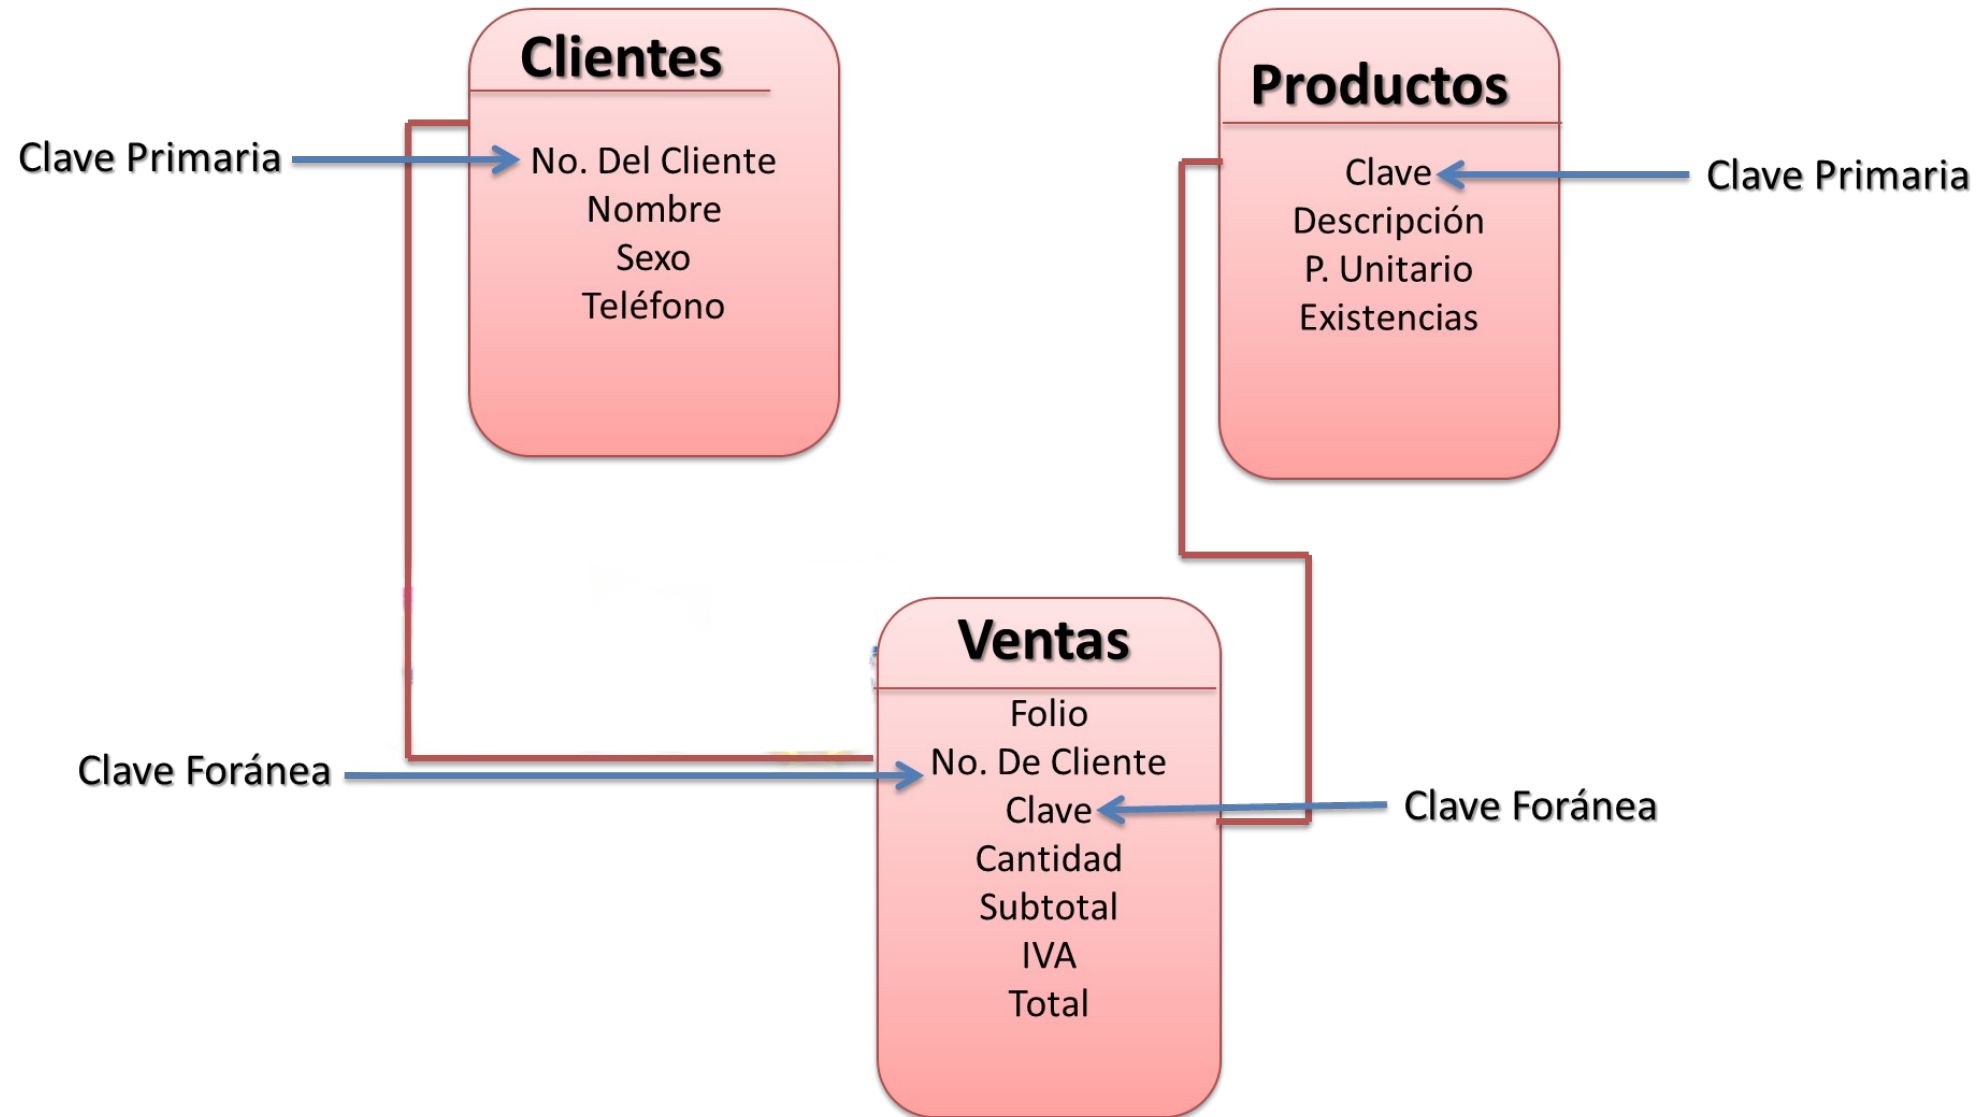 Clientes
Clave Primaria
No. Del Cliente
Nombre
Sexo
Teléfono
Productos
Clave
Clave Primaria
Descripción
P. Unitario
Existencias
Ventas
Folio
Clave Foránea
No. De Cliente
Clave
Clave Foránea
Cantidad
Subtotal
IVA
Total